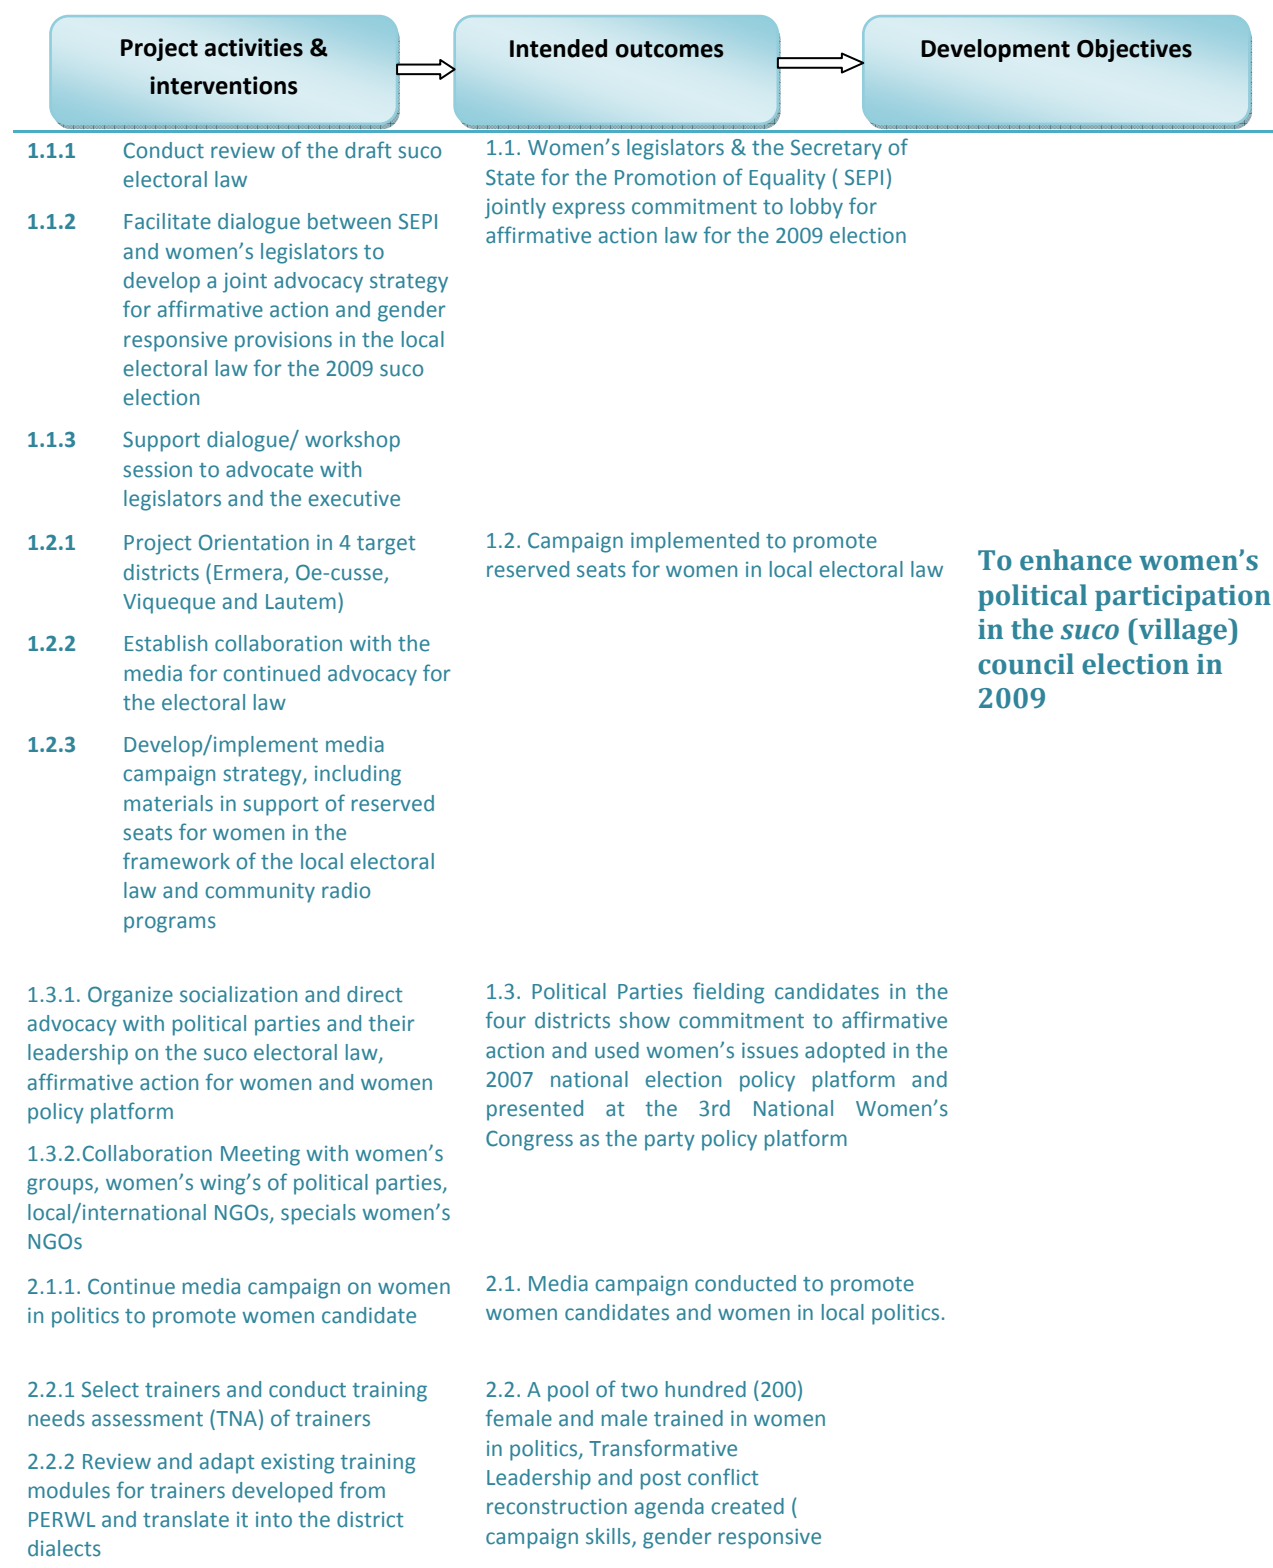 Project activities &
interventions
Intended outcomes
Development Objectives
1.1.1 Conduct review of the draft suco
electoral law
1.1.2 Facilitate dialogue between SEPI
and women’s legislators to
develop a joint advocacy strategy
for affirmative action and gender
responsive provisions in the local
electoral law for the 2009 suco
election
1.1.3 Support dialogue/ workshop
session to advocate with
legislators and the executive
1.1. Women’s legislators & the Secretary of
State for the Promotion of Equality ( SEPI)
jointly express commitment to lobby for
affirmative action law for the 2009 election
1.2.1 Project Orientation in 4 target
districts (Ermera, Oe-cusse,
Viqueque and Lautem)
1.2.2 Establish collaboration with the
media for continued advocacy for
the electoral law
1.2.3 Develop/implement media
campaign strategy, including
materials in support of reserved
seats for women in the
framework of the local electoral
law and community radio
programs
1.2. Campaign implemented to promote
reserved seats for women in local electoral law
To enhance women’s
political participation
in the suco (village)
council election in
2009
1.3.1. Organize socialization and direct
advocacy with political parties and their
leadership on the suco electoral law,
affirmative action for women and women
policy platform
1.3.2.Collaboration Meeting with women’s
groups, women’s wing’s of political parties,
local/international NGOs, specials women’s
NGOs
1.3. Political Parties fielding candidates in the
four districts show commitment to affirmative
action and used women’s issues adopted in the
2007 national election policy platform and
presented at the 3rd National Women’s
Congress as the party policy platform
2.1.1. Continue media campaign on women
in politics to promote women candidate
2.1. Media campaign conducted to promote
women candidates and women in local politics.
2.2.1 Select trainers and conduct training
needs assessment (TNA) of trainers
2.2.2 Review and adapt existing training
modules for trainers developed from
PERWL and translate it into the district
dialects
2.2. A pool of two hundred (200)
female and male trained in women
in politics, Transformative
Leadership and post conflict
reconstruction agenda created (
campaign skills, gender responsive